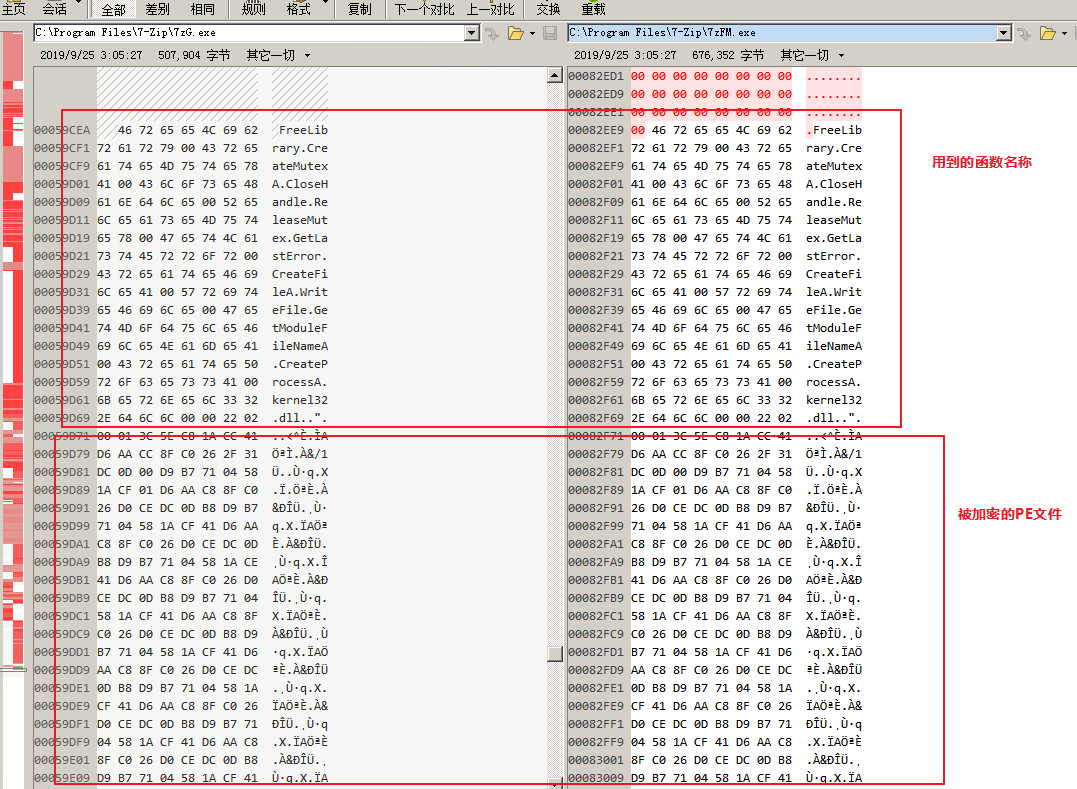 主页 会话 全部 差别 相同 规则 格式 复制 下一个对比 上一对比 交换 重载
C:\Program Files\7-Zip\7zG.exe C:\Program Files\7-Zip\7zFM.exe
2019/9/25 3:05:27 507,904 字节 其它一切 2019/9/25 3:05:27 676,352 字节 其它一切
00082ED1 00 00 00 00 00 00 00 00 ........
00082ED9 00 00 00 00 00 00 00 00 ........
00082EE1 00 00 00 00 00 00 00 00 ........
00059CEA 46 72 65 65 4C 69 62 FreeLib 00082EE9 00 46 72 65 65 4C 69 62 .FreeLib
00059CF1 72 61 72 79 00 43 72 65 rary.Cre 00082EF1 72 61 72 79 00 43 72 65 rary.Cre
00059CF9 61 74 65 4D 75 74 65 78 ateMutex 00082EF9 61 74 65 4D 75 74 65 78 ateMutex
用到的函数名称
00059D01 41 00 43 6C 6F 73 65 48 A.CloseH 00082F01 41 00 43 6C 6F 73 65 48 A.CloseH
00059D09 61 6E 64 6C 65 00 52 65 andle.Re 00082F09 61 6E 64 6C 65 00 52 65 andle.Re
00059D11 6C 65 61 73 65 4D 75 74 leaseMut 00082F11 6C 65 61 73 65 4D 75 74 leaseMut
00059D19 65 78 00 47 65 74 4C 61 ex.GetLa 00082F19 65 78 00 47 65 74 4C 61 ex.GetLa
00059D21 73 74 45 72 72 6F 72 00 stError. 00082F21 73 74 45 72 72 6F 72 00 stError.
00059D29 43 72 65 61 74 65 46 69 CreateFi 00082F29 43 72 65 61 74 65 46 69 CreateFi
00059D31 6C 65 41 00 57 72 69 74 leA.Writ 00082F31 6C 65 41 00 57 72 69 74 leA.Writ
00059D39 65 46 69 6C 65 00 47 65 eFile.Ge 00082F39 65 46 69 6C 65 00 47 65 eFile.Ge
00059D41 74 4D 6F 64 75 6C 65 46 tModuleF 00082F41 74 4D 6F 64 75 6C 65 46 tModuleF
00059D49 69 6C 65 4E 61 6D 65 41 ileNameA 00082F49 69 6C 65 4E 61 6D 65 41 ileNameA
00059D51 00 43 72 65 61 74 65 50 .CreateP 00082F51 00 43 72 65 61 74 65 50 .CreateP
00059D59 72 6F 63 65 73 73 41 00 rocessA. 00082F59 72 6F 63 65 73 73 41 00 rocessA.
00059D61 6B 65 72 6E 65 6C 33 32 kernel32 00082F61 6B 65 72 6E 65 6C 33 32 kernel32
00059D69 2E 64 6C 6C 00 00 22 02 .dll..". 00082F69 2E 64 6C 6C 00 00 22 02 .dll..".
00059D71 00 01 3C 5E C8 1A CC 41 ..<^È.ÌA 00082F71 00 01 3C 5E C8 1A CC 41 ..<^È.ÌA
00059D79 D6 AA CC 8F C0 26 2F 31 ÖªÌ.À&/1 00082F79 D6 AA CC 8F C0 26 2F 31 ÖªÌ.À&/1
00059D81 DC 0D 00 D9 B7 71 04 58 Ü..Ù·q.X 00082F81 DC 0D 00 D9 B7 71 04 58 Ü..Ù·q.X
00059D89 1A CF 01 D6 AA C8 8F C0 .Ï.ÖªÈ.À 00082F89 1A CF 01 D6 AA C8 8F C0 .Ï.ÖªÈ.À
00059D91 26 D0 CE DC 0D B8 D9 B7 &ÐÎÜ.¸Ù· 00082F91 26 D0 CE DC 0D B8 D9 B7 &ÐÎÜ.¸Ù·
被加密的PE文件
00059D99 71 04 58 1A CF 41 D6 AA q.X.ÏAÖª 00082F99 71 04 58 1A CF 41 D6 AA q.X.ÏAÖª
00059DA1 C8 8F C0 26 D0 CE DC 0D È.À&ÐÎÜ. 00082FA1 C8 8F C0 26 D0 CE DC 0D È.À&ÐÎÜ.
00059DA9 B8 D9 B7 71 04 58 1A CE ¸Ù·q.X.Î 00082FA9 B8 D9 B7 71 04 58 1A CE ¸Ù·q.X.Î
00059DB1 41 D6 AA C8 8F C0 26 D0 AÖªÈ.À&Ð 00082FB1 41 D6 AA C8 8F C0 26 D0 AÖªÈ.À&Ð
00059DB9 CE DC 0D B8 D9 B7 71 04 ÎÜ.¸Ù·q. 00082FB9 CE DC 0D B8 D9 B7 71 04 ÎÜ.¸Ù·q.
00059DC1 58 1A CF 41 D6 AA C8 8F X.ÏAÖªÈ. 00082FC1 58 1A CF 41 D6 AA C8 8F X.ÏAÖªÈ.
00059DC9 C0 26 D0 CE DC 0D B8 D9 À&ÐÎÜ.¸Ù 00082FC9 C0 26 D0 CE DC 0D B8 D9 À&ÐÎÜ.¸Ù
00059DD1 B7 71 04 58 1A CF 41 D6 ·q.X.ÏAÖ 00082FD1 B7 71 04 58 1A CF 41 D6 ·q.X.ÏAÖ
00059DD9 AA C8 8F C0 26 D0 CE DC ªÈ.À&ÐÎÜ 00082FD9 AA C8 8F C0 26 D0 CE DC ªÈ.À&ÐÎÜ
00059DE1 0D B8 D9 B7 71 04 58 1A .¸Ù·q.X. 00082FE1 0D B8 D9 B7 71 04 58 1A .¸Ù·q.X.
00059DE9 CF 41 D6 AA C8 8F C0 26 ÏAÖªÈ.À& 00082FE9 CF 41 D6 AA C8 8F C0 26 ÏAÖªÈ.À&
00059DF1 D0 CE DC 0D B8 D9 B7 71 ÐÎÜ.¸Ù·q 00082FF1 D0 CE DC 0D B8 D9 B7 71 ÐÎÜ.¸Ù·q
00059DF9 04 58 1A CF 41 D6 AA C8 .X.ÏAÖªÈ 00082FF9 04 58 1A CF 41 D6 AA C8 .X.ÏAÖªÈ
00059E01 8F C0 26 D0 CE DC 0D B8 .À&ÐÎÜ.¸ 00083001 8F C0 26 D0 CE DC 0D B8 .À&ÐÎÜ.¸
00059E09 D9 B7 71 04 58 1A CF 41 Ù·q.X.ÏA 00083009 D9 B7 71 04 58 1A CF 41 Ù·q.X.ÏA